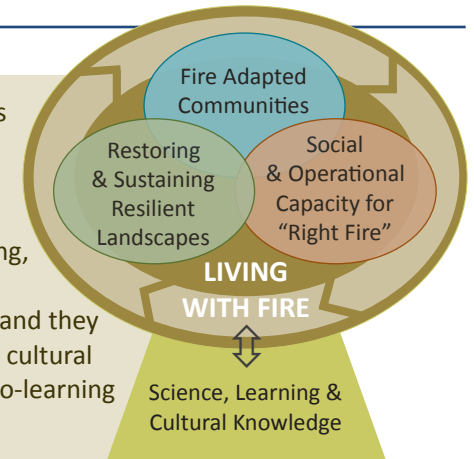 s
ng,
and they
cultural
o-learning
Fire Adapted
Communities
Restoring
& Sustaining
Resilient
Landscapes
Social
& Operational
Capacity for
“Right Fire”
LIVING
WITH FIRE
Science, Learning &
Cultural Knowledge